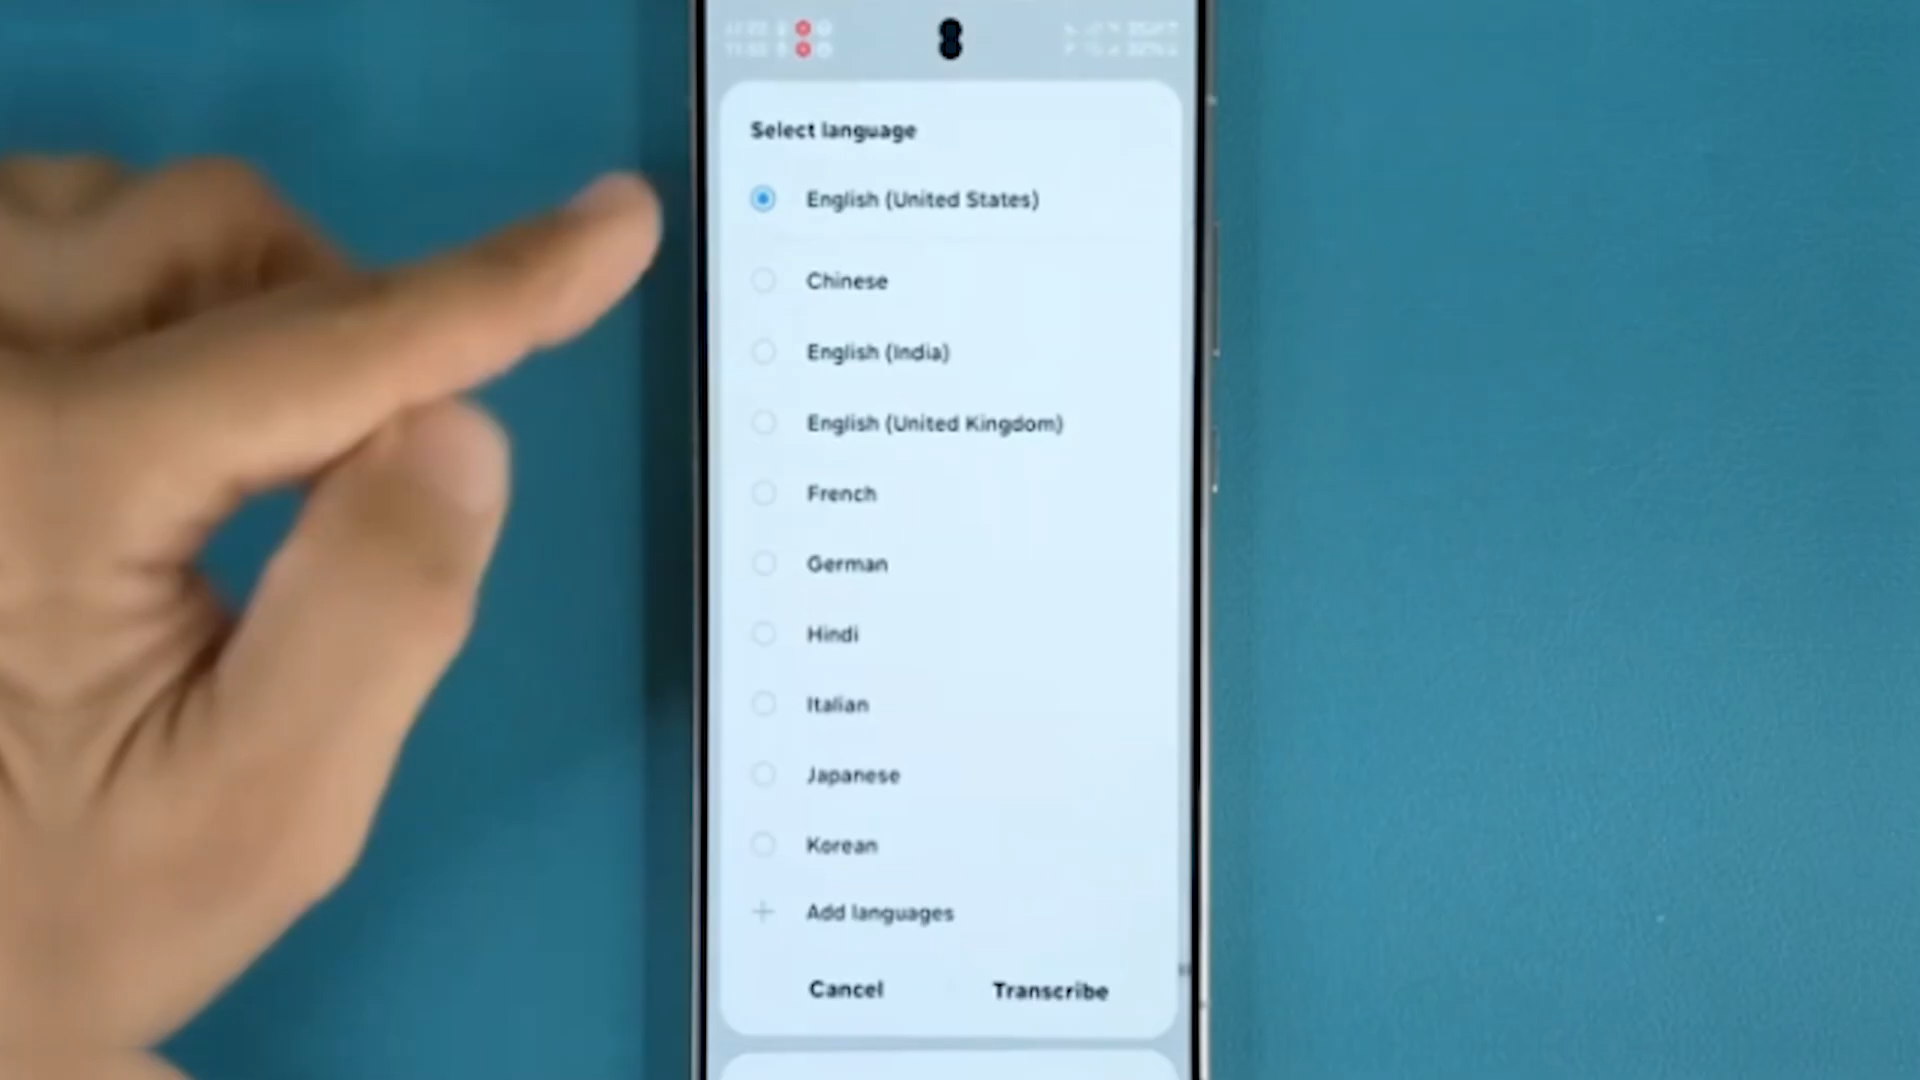 Select language
English (United States)
Chinese
English (India)
English (United Kingdom)
French
German
Hindi
Italian
Japanese
Korean
+ Add languages
Cancel Transcribe